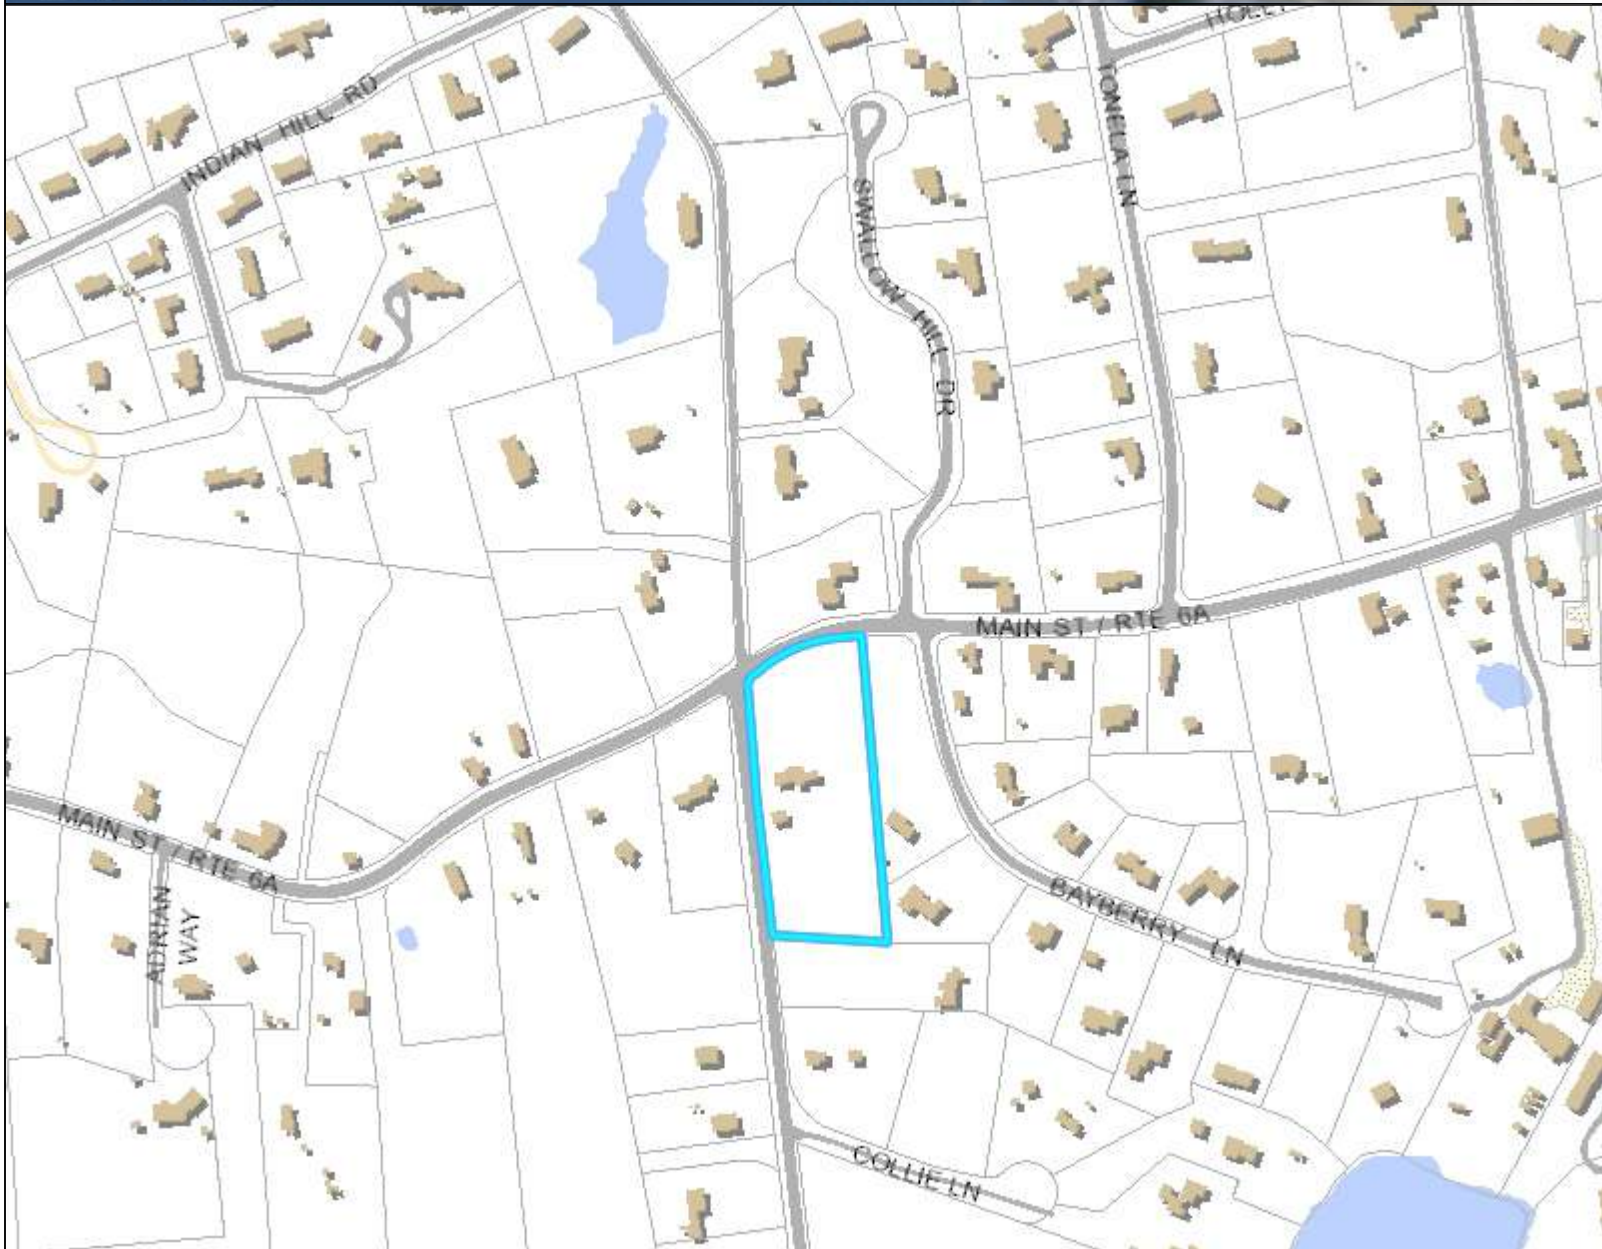 INDIAN HILL RD
TONELA LN
SWALLOW HILL DR
MAIN ST / RTE 6A
MAIN ST / RTE 6A
ADRIAN
WAY
BAYBERRY LN
COLLIE LN